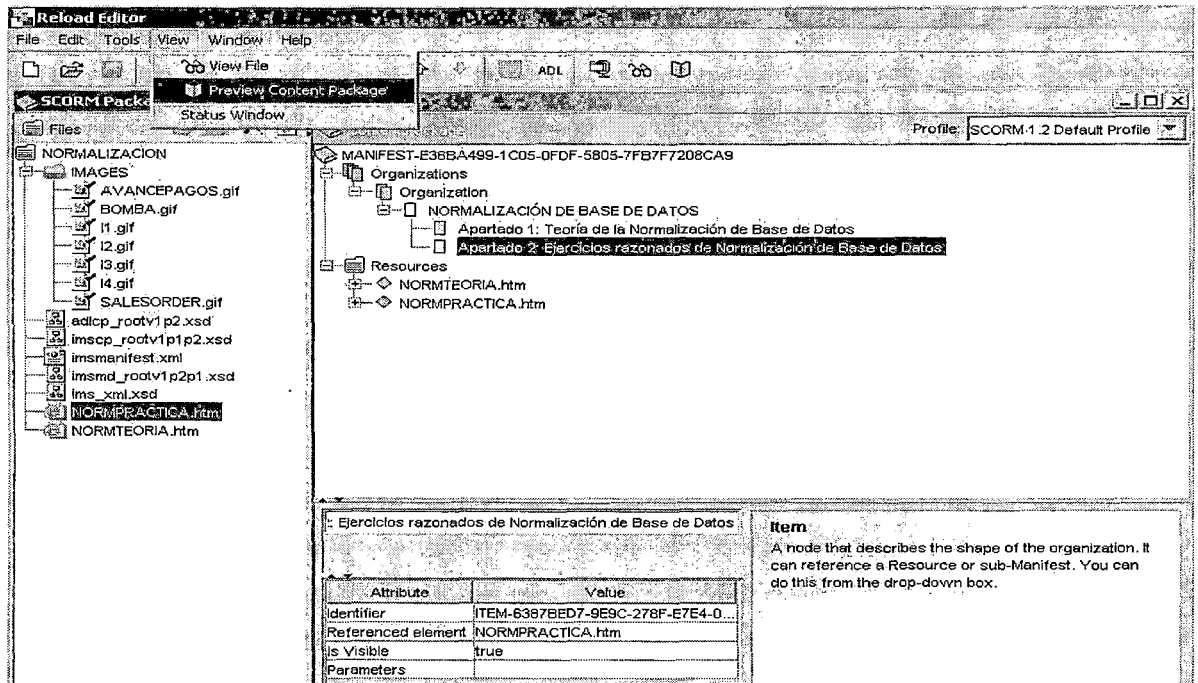 Reload Editor
File Edit Tools View Window Help
View File
ADL
Preview Content Package
SCORM Packa
Status Window
Files
Profile: SCORM 1.2 Default Profile
NORMALIZACION
IMAGES
AVANCEPAGOS.gif
BOMBA.gif
I1.gif
I2.gif
I3.gif
I4.gif
SALESORDER.gif
adlcp_rootv1p2.xsd
imscp_rootv1p1p2.xsd
imsmanifest.xml
imsmd_rootv1p2p1.xsd
ims_xml.xsd
NORMPRACTICA.htm
NORMTEORIA.htm
MANIFEST-E36BA499-1C05-0FDF-5805-7FB7F7208CA9
Organizations
Organization
NORMALIZACIÓN DE BASE DE DATOS
Apartado 1: Teoría de la Normalización de Base de Datos
Apartado 2: Ejercicios razonados de Normalización de Base de Datos
Resources
NORMTEORIA.htm
NORMPRACTICA.htm
: Ejercicios razonados de Normalización de Base de Datos
Attribute Value
Identifier ITEM-6387BED7-9E9C-278F-E7E4-0...
Referenced element NORMPRACTICA.htm
Is Visible true
Parameters
Item
A node that describes the shape of the organization. It
can reference a Resource or sub-Manifest. You can
do this from the drop-down box.